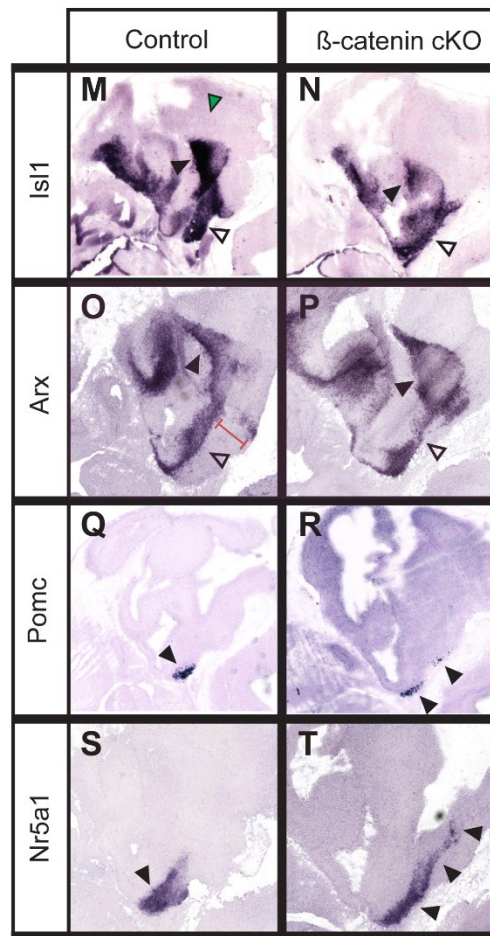 Control
ß-catenin cKO
Isl1
M
N
Arx
O
P
Pomc
Q
R
Nr5a1
S
T